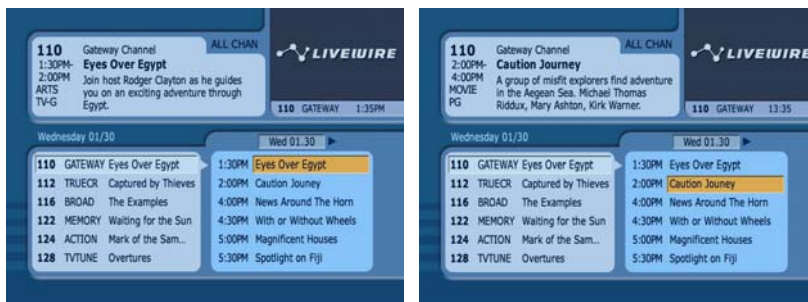 110 Gateway Channel ALL CHAN
1:30PM- Eyes Over Egypt
2:00PM Join host Rodger Clayton as he guides
ARTS you on an exciting adventure through
TV-G Egypt.
LIVEWIRE
110 GATEWAY 1:35PM
Wednesday 01/30
Wed 01.30
110 GATEWAY Eyes Over Egypt
112 TRUECR Captured by Thieves
116 BROAD The Examples
122 MEMORY Waiting for the Sun
124 ACTION Mark of the Sam...
128 TVTUNE Overtures
1:30PM Eyes Over Egypt
2:00PM Caution Jouney
4:00PM News Around The Horn
4:30PM With or Without Wheels
5:00PM Magnificent Houses
5:30PM Spotlight on Fiji
110 Gateway Channel ALL CHAN
2:00PM- Caution Journey
4:00PM A group of misfit explorers find adventure
MOVIE in the Aegean Sea. Michael Thomas
PG Riddux, Mary Ashton, Kirk Warner.
LIVEWIRE
110 GATEWAY 13:35
Wednesday 01/30
Wed 01.30
110 GATEWAY Eyes Over Egypt
112 TRUECR Captured by Thieves
116 BROAD The Examples
122 MEMORY Waiting for the Sun
124 ACTION Mark of the Sam...
128 TVTUNE Overtures
1:30PM Eyes Over Egypt
2:00PM Caution Jouney
4:00PM News Around The Horn
4:30PM With or Without Wheels
5:00PM Magnificent Houses
5:30PM Spotlight on Fiji